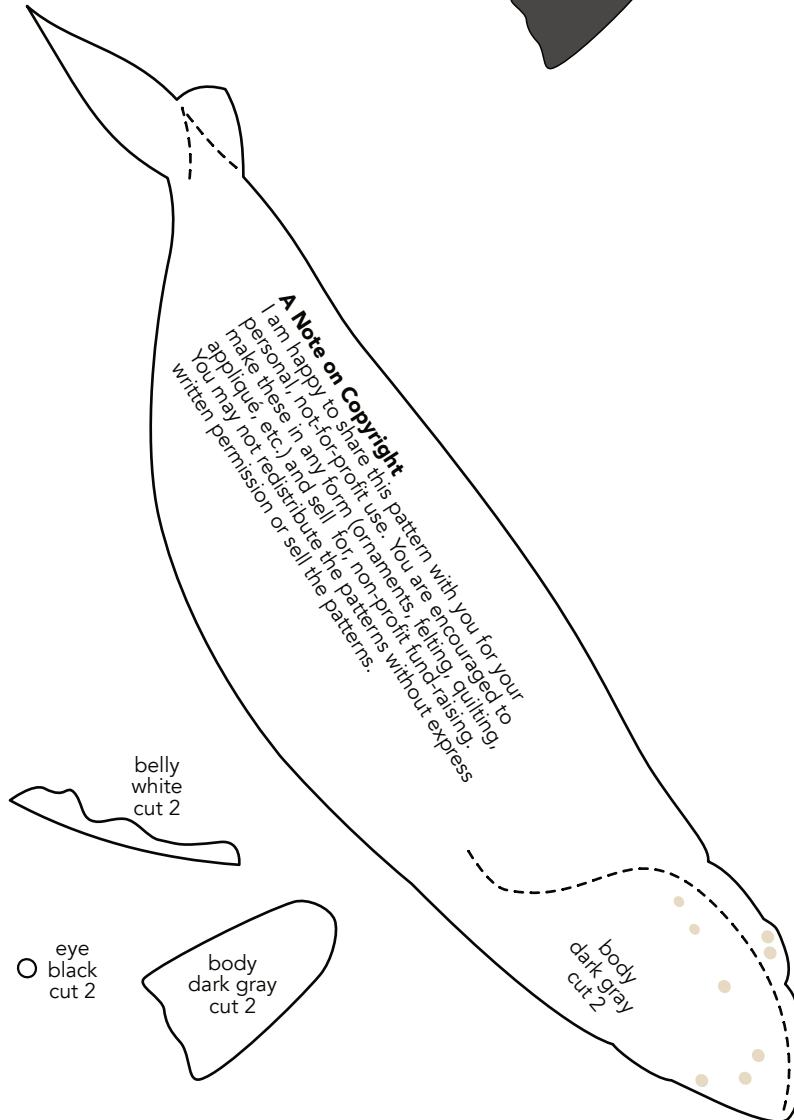 A Note on Copyright
I am happy to share this pattern with you for your
personal, not-for-profit use. You are encouraged to
make these in any form (ornaments, felting, quilting,
appliqué, etc.) and sell for, non-profit fund-raising.
You may not redistribute the patterns without express
written permission or sell the patterns.
belly
white
cut 2
eye
black
cut 2
body
dark gray
cut 2
body
dark gray
cut 2